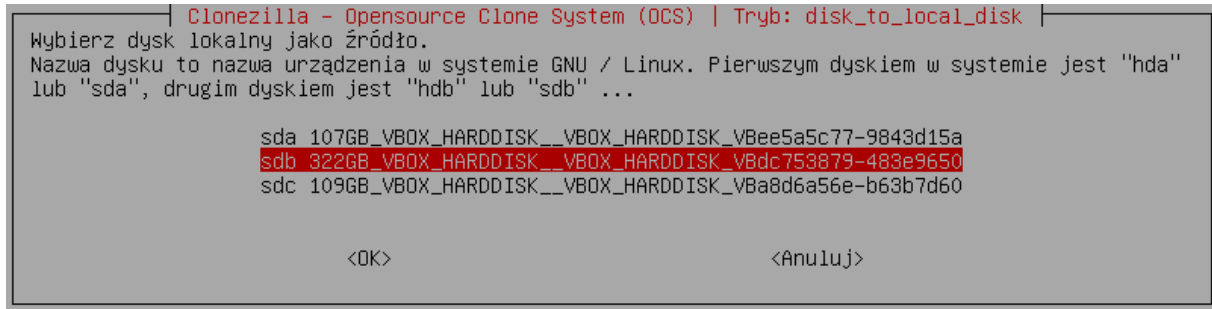 Clonezilla - Opensource Clone System (OCS) | Tryb: disk_to_local_disk
Wybierz dysk lokalny jako źródło.
Nazwa dysku to nazwa urządzenia w systemie GNU / Linux. Pierwszym dyskiem w systemie jest "hda"
lub "sda", drugim dyskiem jest "hdb" lub "sdb" ...
sda 107GB_VBOX_HARDDISK__VBOX_HARDDISK_VBee5a5c77-9843d15a
sdb 322GB_VBOX_HARDDISK__VBOX_HARDDISK_VBdc753879-483e9650
sdc 109GB_VBOX_HARDDISK__VBOX_HARDDISK_VBa8d6a56e-b63b7d60
<OK> <Anuluj>